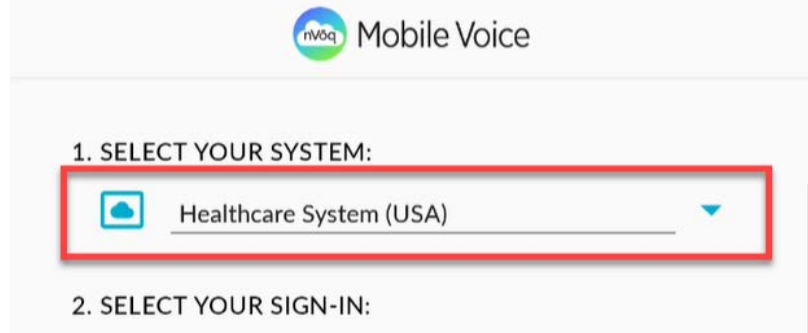 nVoq Mobile Voice
1. SELECT YOUR SYSTEM:
Healthcare System (USA)
2. SELECT YOUR SIGN-IN: